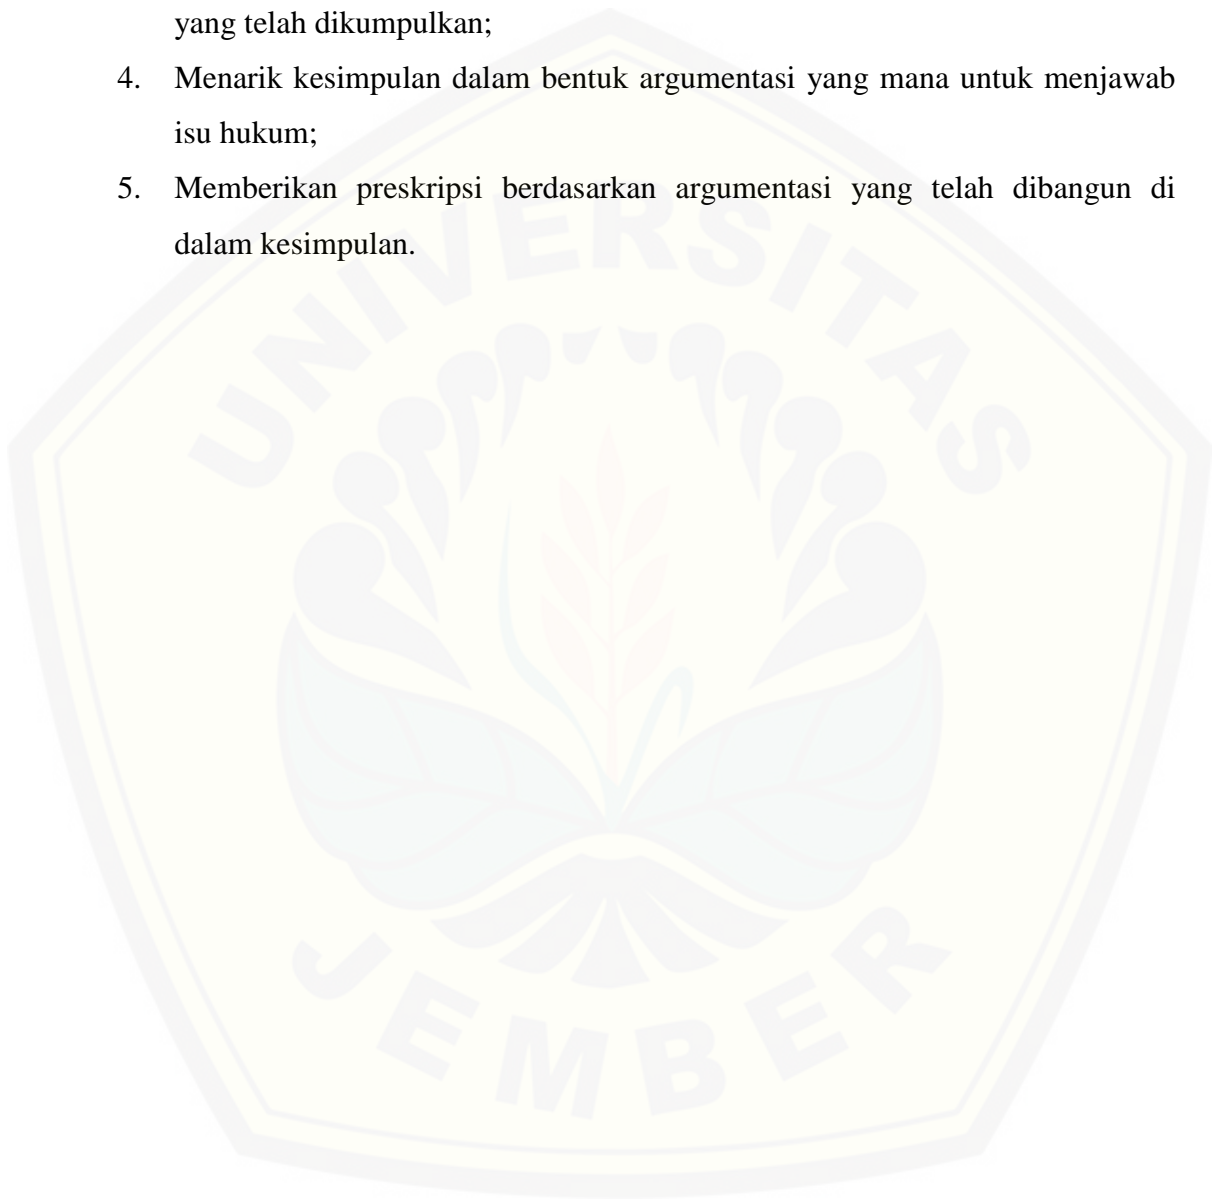 yang telah dikumpulkan;
4. Menarik kesimpulan dalam bentuk argumentasi yang mana untuk menjawab
isu hukum;
5. Memberikan preskripsi berdasarkan argumentasi yang telah dibangun di
dalam kesimpulan.
UNIVERSITAS
JEMBER